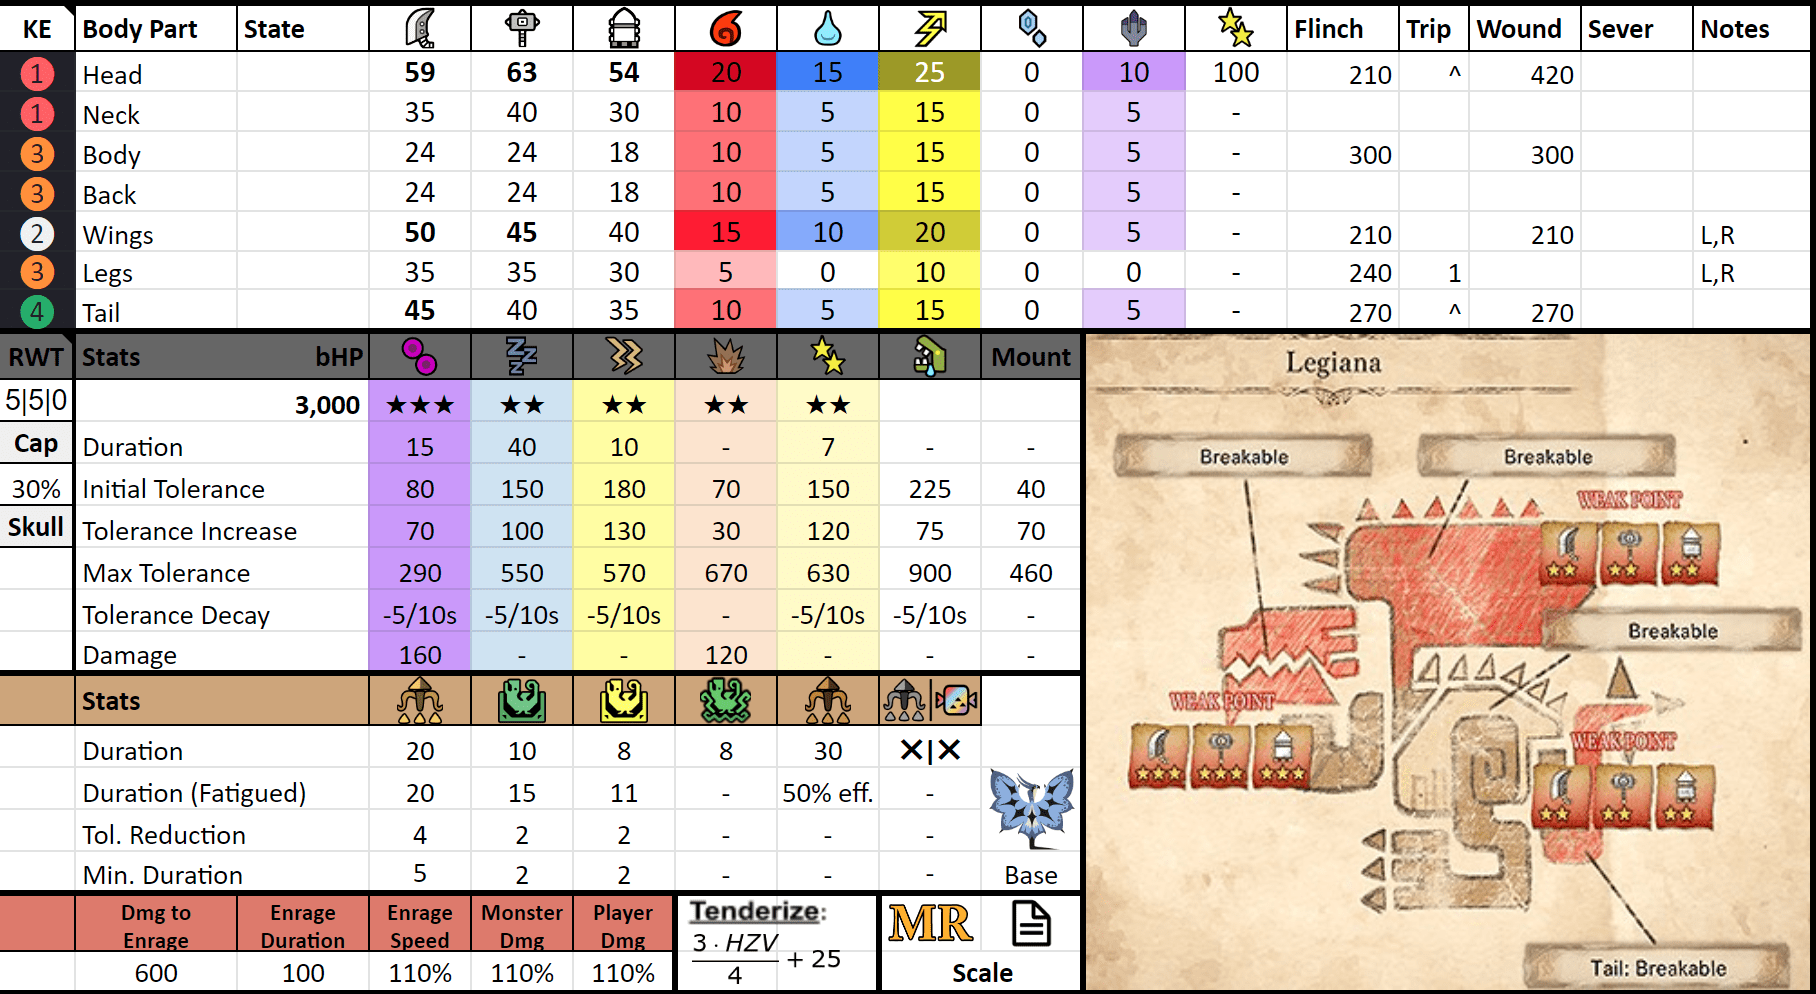 KE Body Part State Flinch Trip Wound Sever Notes
1 Head 59 63 54 20 15 25 0 10 100 210 ^ 420
1 Neck 35 40 30 10 5 15 0 5 -
3 Body 24 24 18 10 5 15 0 5 - 300 300
3 Back 24 24 18 10 5 15 0 5 -
2 Wings 50 45 40 15 10 20 0 5 - 210 210 L,R
3 Legs 35 35 30 5 0 10 0 0 - 240 1 L,R
4 Tail 45 40 35 10 5 15 0 5 - 270 ^ 270
RWT Stats bHP Mount
5|5|0 3,000 ★★★ ★★ ★★ ★★ ★★
Cap Duration 15 40 10 - 7 - -
30% Initial Tolerance 80 150 180 70 150 225 40
Skull Tolerance Increase 70 100 130 30 120 75 70
Max Tolerance 290 550 570 670 630 900 460
Tolerance Decay -5/10s -5/10s -5/10s - -5/10s -5/10s -
Damage 160 - - 120 - - -
Stats
Duration 20 10 8 8 30 ✕|✕
Duration (Fatigued) 20 15 11 - 50% eff. -
Tol. Reduction 4 2 2 - - -
Min. Duration 5 2 2 - - - Base
Dmg to Enrage
Enrage Duration
Enrage Speed
Monster Dmg
Player Dmg
600 100 110% 110% 110%
Tenderize:
3 · HZV
4
+ 25
MR
Scale
Legiana
Breakable
Breakable
WEAK POINT
★★ ★★ ★★
Breakable
WEAK POINT
★★★ ★★★ ★★★
WEAK POINT
★★ ★★ ★★
Tail: Breakable